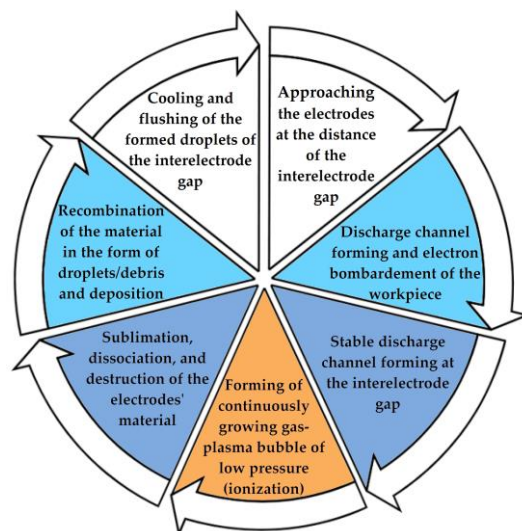 Approaching
the electrodes
at the distance
of the
interelectrode
gap
Discharge channel
forming and electron
bombardement of the
workpiece
Stable discharge
channel forming at
the interelectrode
gap
Forming of
continuously
growing gas-
plasma bubble of
low pressure
(ionization)
Sublimation,
dissociation, and
destruction of the
electrodes'
material
Recombination
of the material
in the form of
droplets/debris
and deposition
Cooling and
flushing of the
formed droplets of
the interelectrode
gap